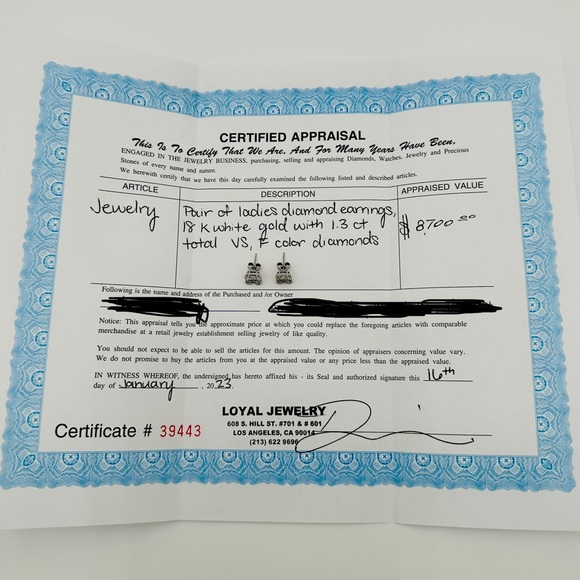 CERTIFIED APPRAISAL
This Is To Certify That We Are, And For Many Years Have Been,
ENGAGED IN THE JEWELRY BUSINESS, purchasing, selling and appraising Diamonds, Watches, Jewelry and Precious
Stones of every name and nature.
We herewith certify that we have this day carefully examined the following listed and described articles.
ARTICLE DESCRIPTION APPRAISED VALUE
Jewelry Pair of ladies diamond earrings, $ 8,700.00
18 K white gold with 1.3 ct
total VS, F color diamonds
Following is the name and address of the Purchased and /or Owner
Notice: This appraisal tells you the approximate price at which you could replace the foregoing articles with comparable
merchandise at a retail jewelry establishment selling jewelry of like quality.
You should not expect to be able to sell the articles for this amount. The opinion of appraisers concerning value vary.
We do not promise to buy the articles from you at the appraisal value or any price less than the appraised value.
IN WITNESS WHEREOF, the undersigned has hereto affixed his - its Seal and authorized signature this 16th
day of January, 2023
LOYAL JEWELRY
608 S. HILL ST. #701 & # 601
LOS ANGELES, CA 90014
(213) 622 9696
Certificate # 39443